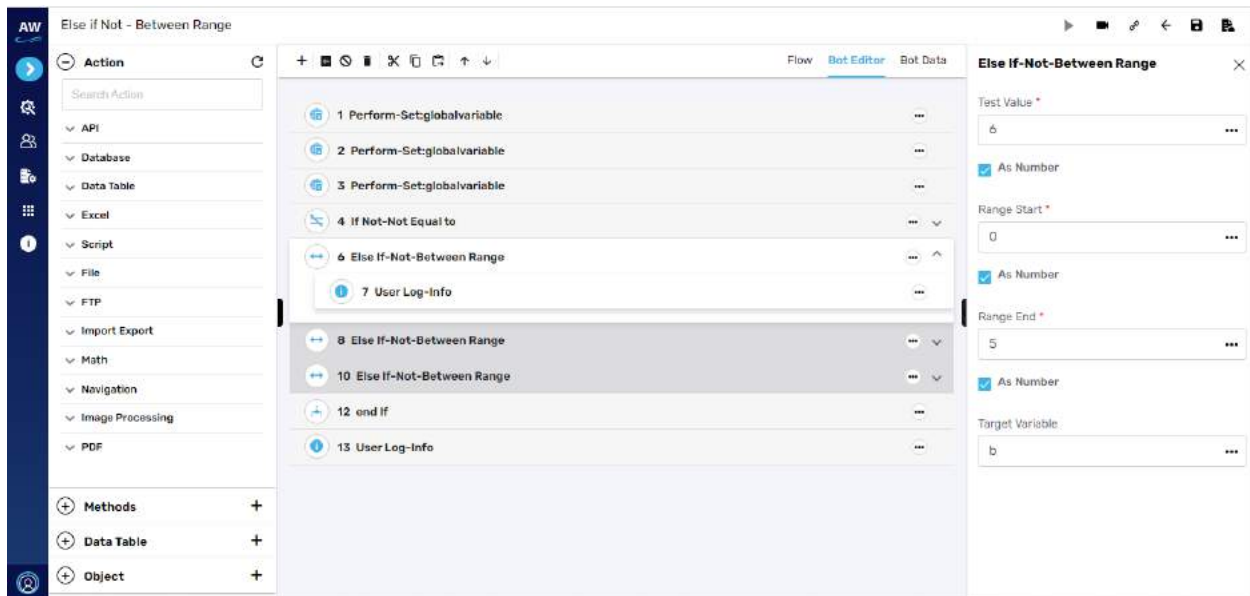 AW
Else if Not - Between Range
Action
Search Action
API
Database
Data Table
Excel
Script
File
FTP
Import Export
Math
Navigation
Image Processing
PDF
Methods +
Data Table +
Object +
Flow Bot Editor Bot Data
1 Perform-Set:globalvariable
2 Perform-Set:globalvariable
3 Perform-Set:globalvariable
4 If Not-Not Equal to
6 Else If-Not-Between Range
7 User Log-Info
8 Else If-Not-Between Range
10 Else If-Not-Between Range
12 end If
13 User Log-Info
Else If-Not-Between Range
Test Value *
6
As Number
Range Start *
0
As Number
Range End *
5
As Number
Target Variable
b